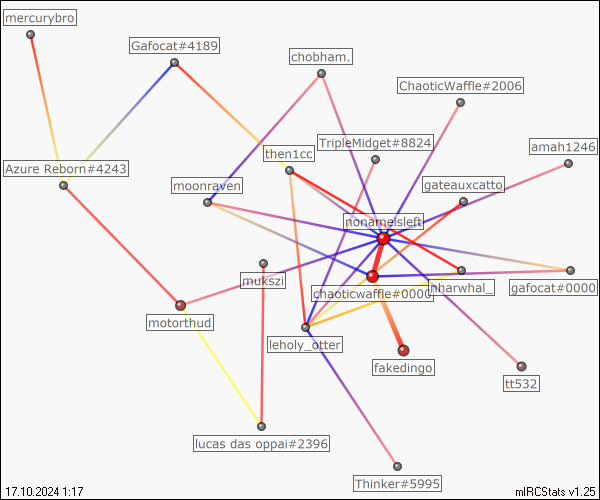 mercurybro
Gafocat#4189
chobham.
ChaoticWaffle#2006
TripleMidget#8824
amah1246
then1cc
Azure Reborn#4243
moonraven
gateauxcatto
nonameisleft
mukszi
chaoticwaffle#0000
nharwhal_
gafocat#0000
motorthud
leholy_otter
fakedingo
tt532
lucas das oppai#2396
Thinker#5995
17.10.2024 1:17
mIRCStats v1.25